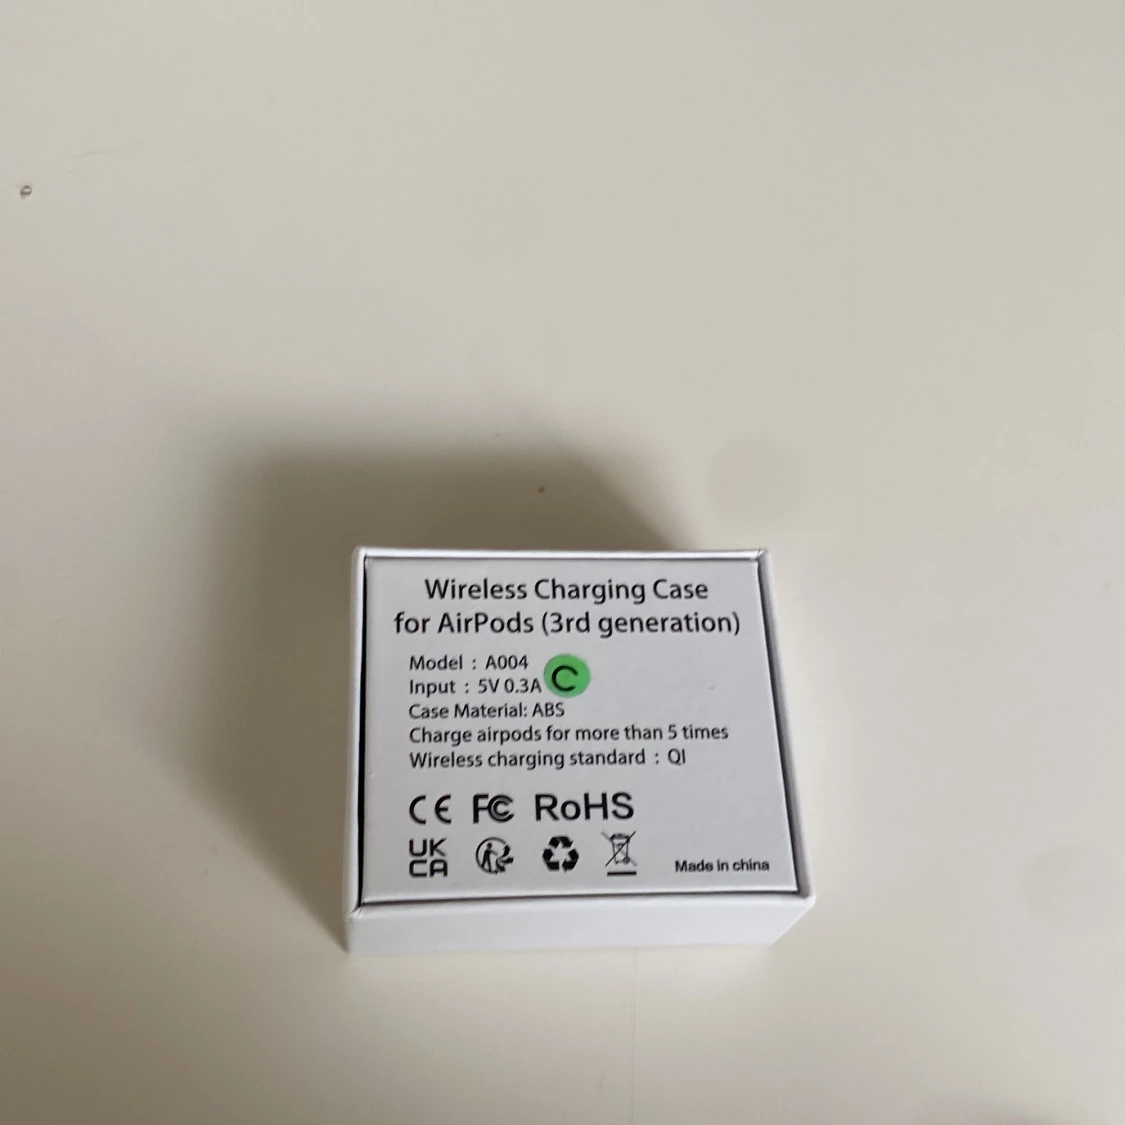 Wireless Charging Case
for AirPods (3rd generation)
Model : A004
Input : 5V 0.3A
C
Case Material: ABS
Charge airpods for more than 5 times
Wireless charging standard : QI
CE FC RoHS
UK
CA
Made in china